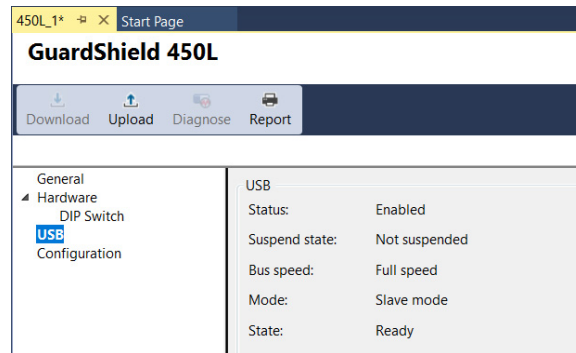 450L_1* Start Page
GuardShield 450L
Download Upload Diagnose Report
General
Hardware
DIP Switch
USB
Configuration
USB
Status: Enabled
Suspend state: Not suspended
Bus speed: Full speed
Mode: Slave mode
State: Ready